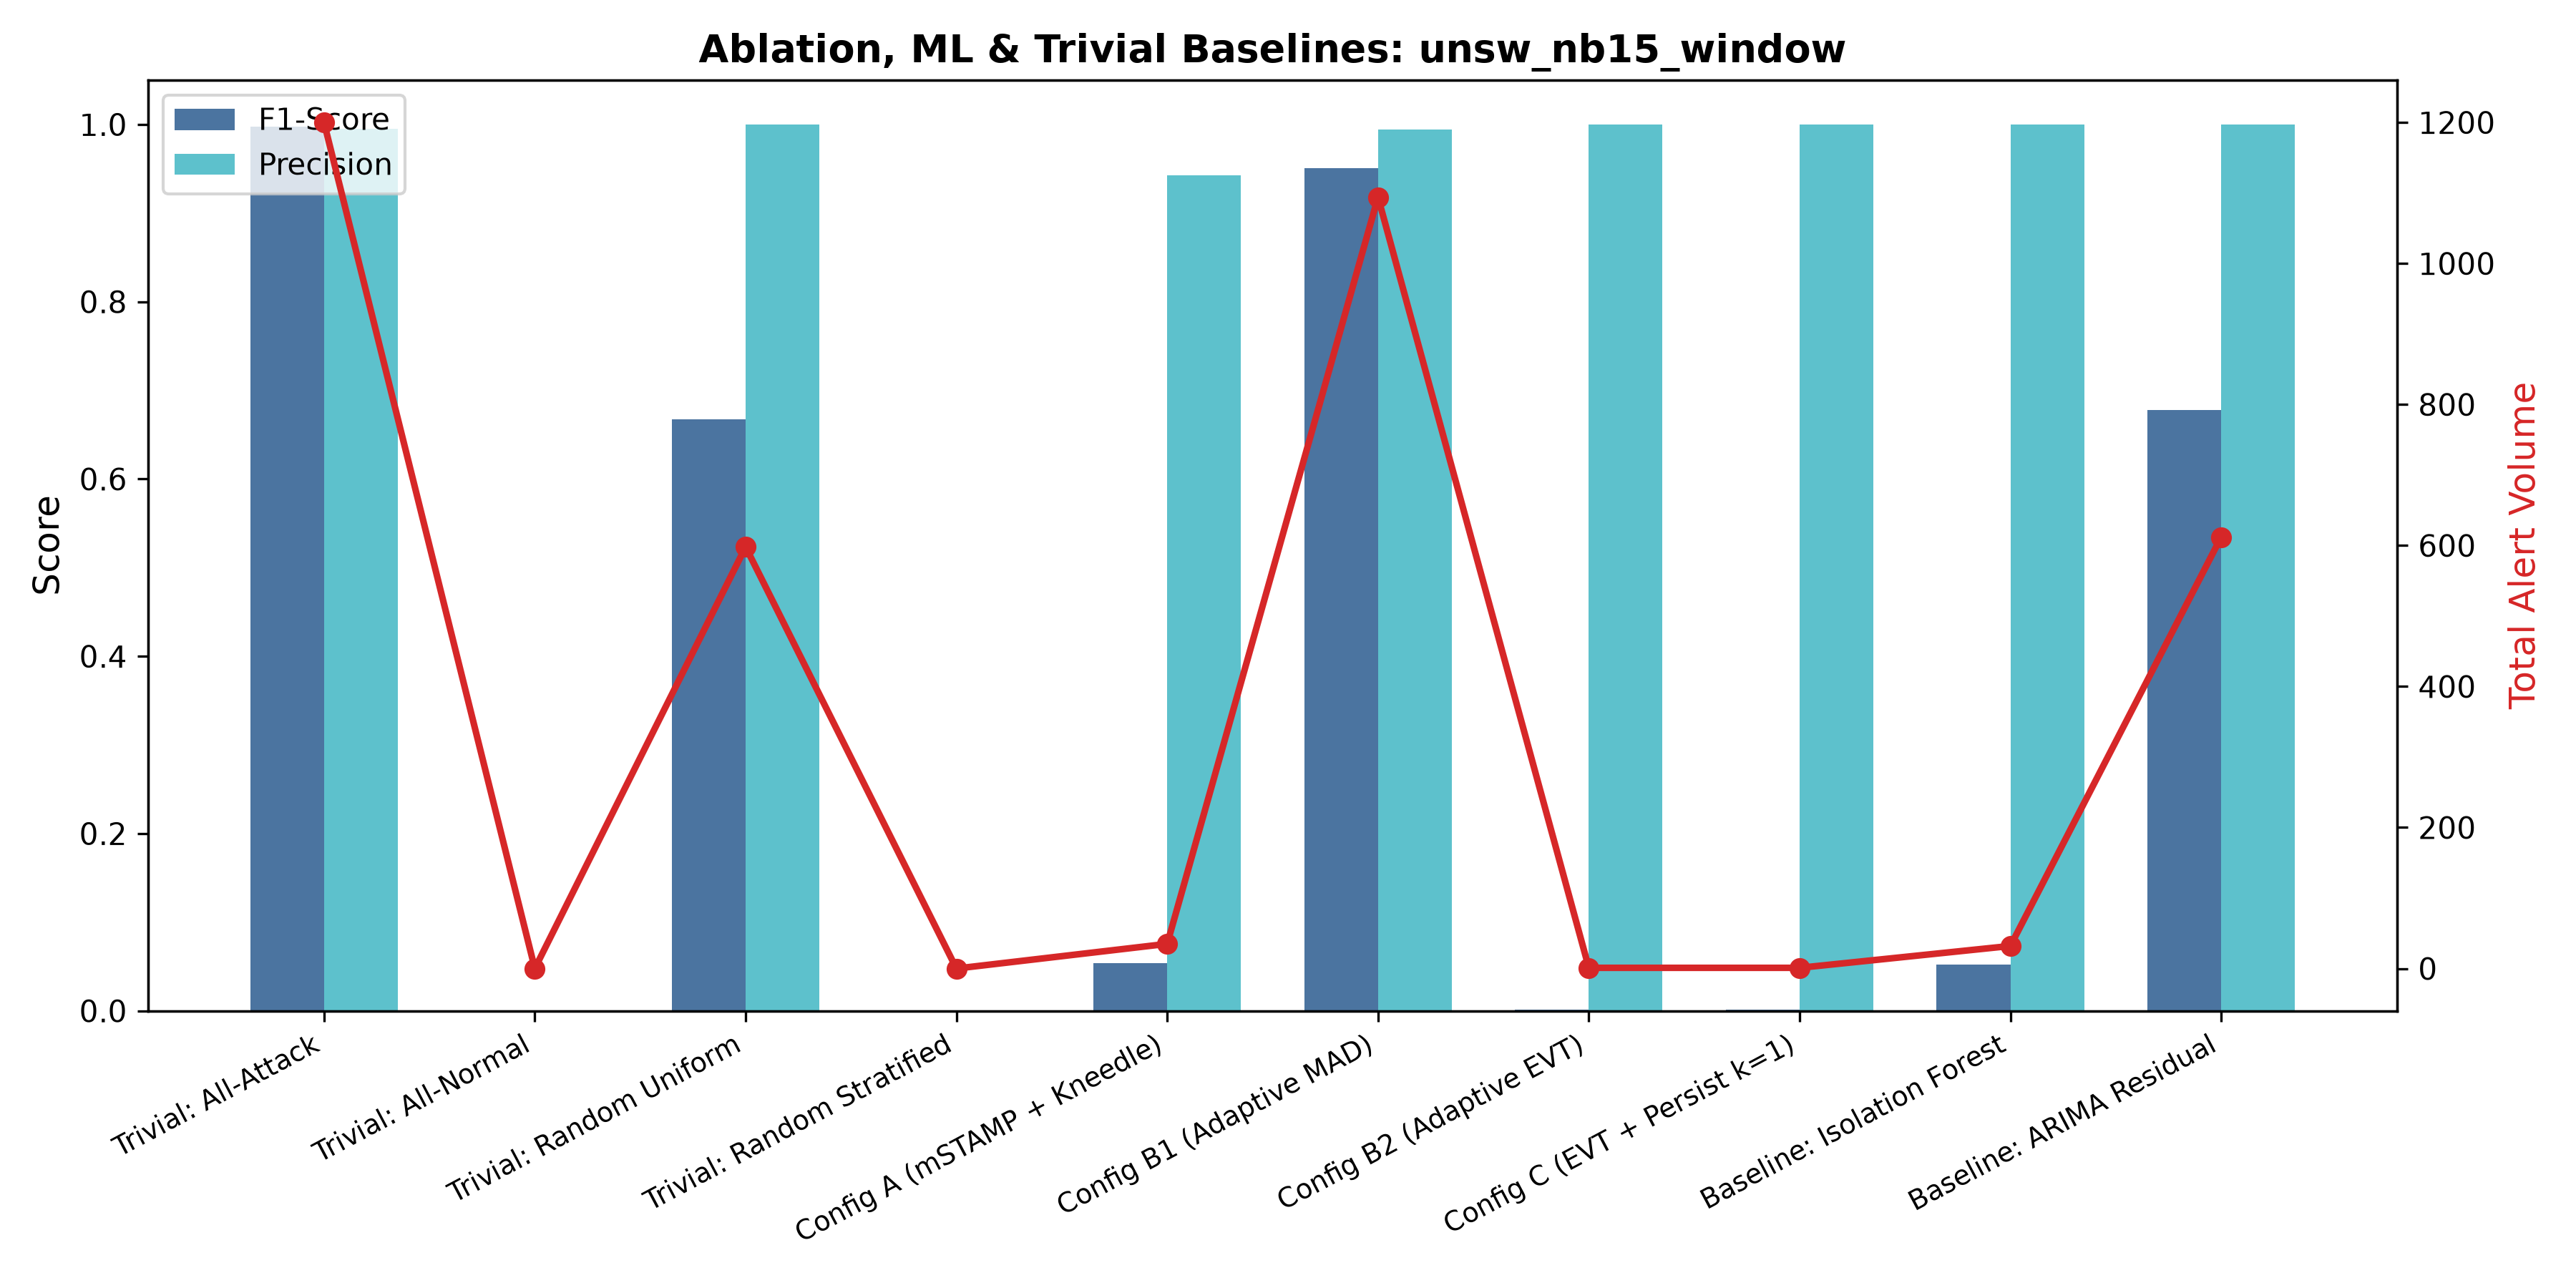 Ablation, ML & Trivial Baselines: unsw_nb15_window
F1-Score
Precision
Score
1.0
0.8
0.6
0.4
0.2
0.0
1200
1000
800
600
400
200
0
Total Alert Volume
Trivial: All-Attack
Trivial: All-Normal
Trivial: Random Uniform
Trivial: Random Stratified
Config A (mSTAMP + Kneedle)
Config B1 (Adaptive MAD)
Config B2 (Adaptive EVT)
Config C (EVT + Persist k=1)
Baseline: Isolation Forest
Baseline: ARIMA Residual